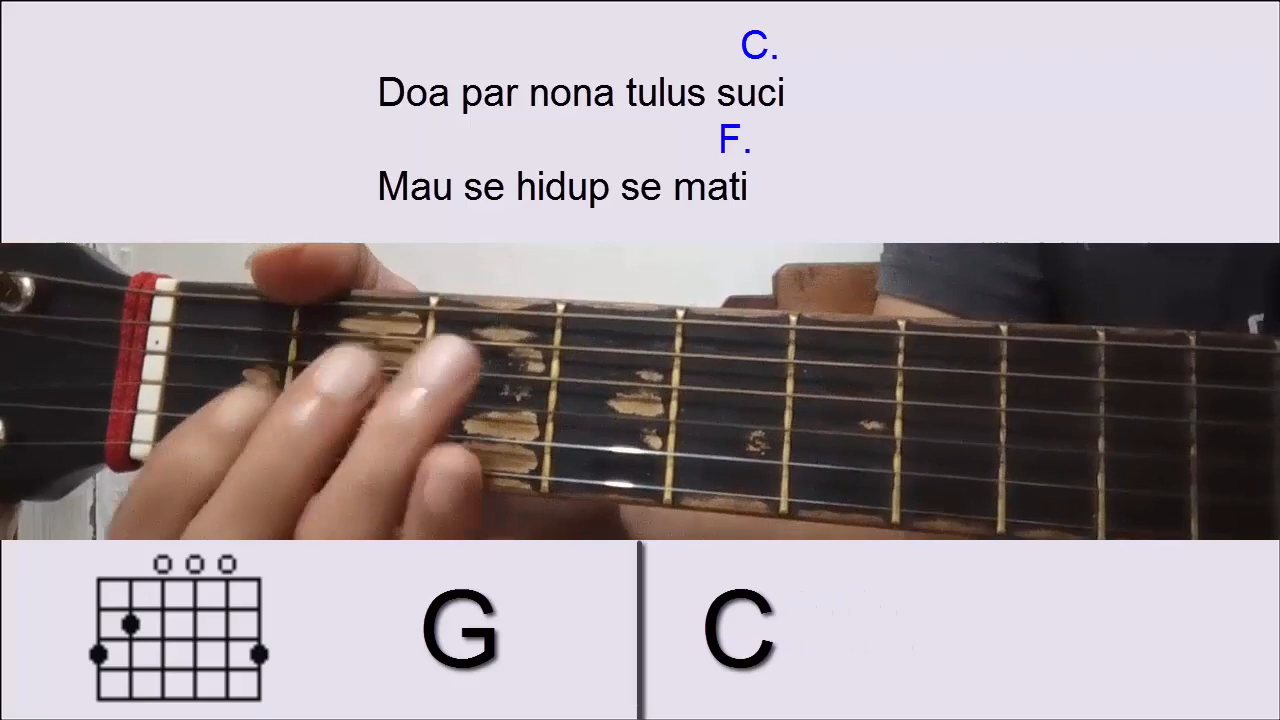 C.
Doa par nona tulus suci
F.
Mau se hidup se mati
G C